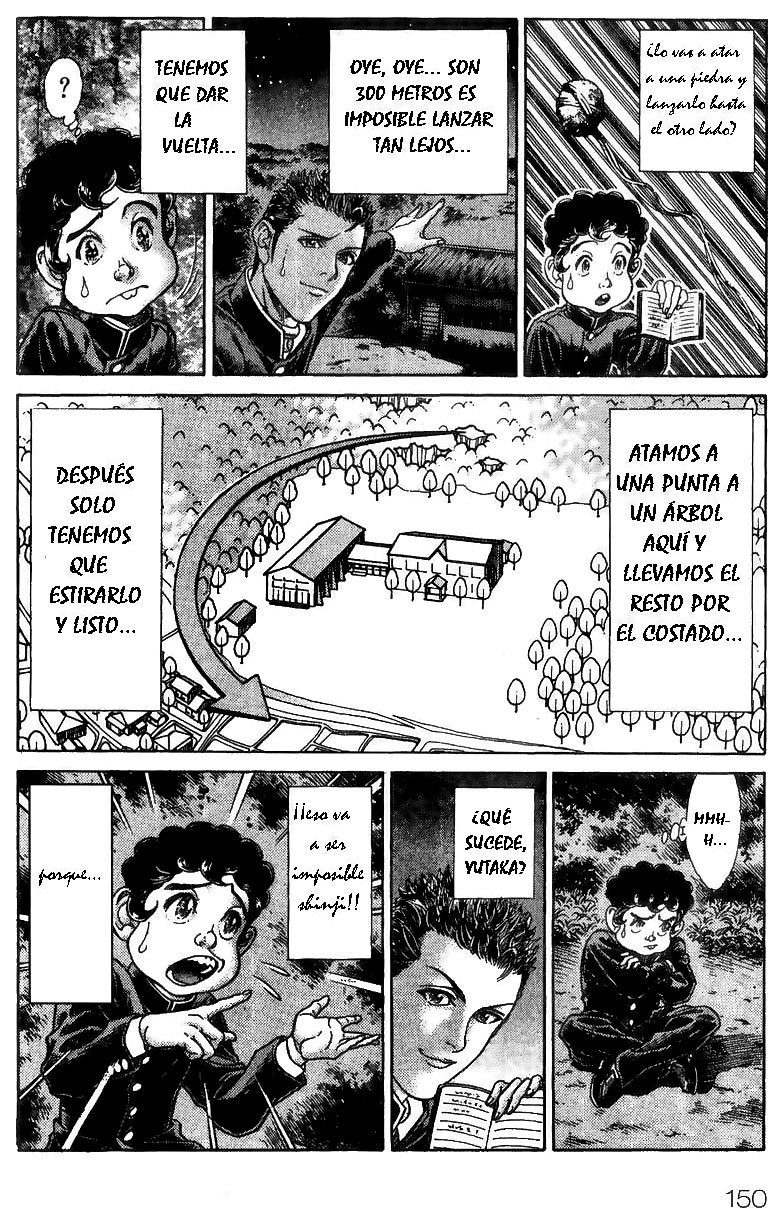 ¿lo vas a atar
a una piedra y
lanzarlo hasta
el otro lado?
OYE, OYE... SON
300 METROS ES
IMPOSIBLE LANZAR
TAN LEJOS...
TENEMOS
QUE DAR
LA
VUELTA...
?
ATAMOS A
UNA PUNTA A
UN ÁRBOL
AQUÍ Y
LLEVAMOS EL
RESTO POR
EL COSTADO...
DESPUÉS
SOLO
TENEMOS
QUE
ESTIRARLO
Y LISTO...
MMH-
H...
¿QUÉ
SUCEDE,
YUTAKA?
¡¡eso va
a ser
imposible
shinji!!
porque...
150